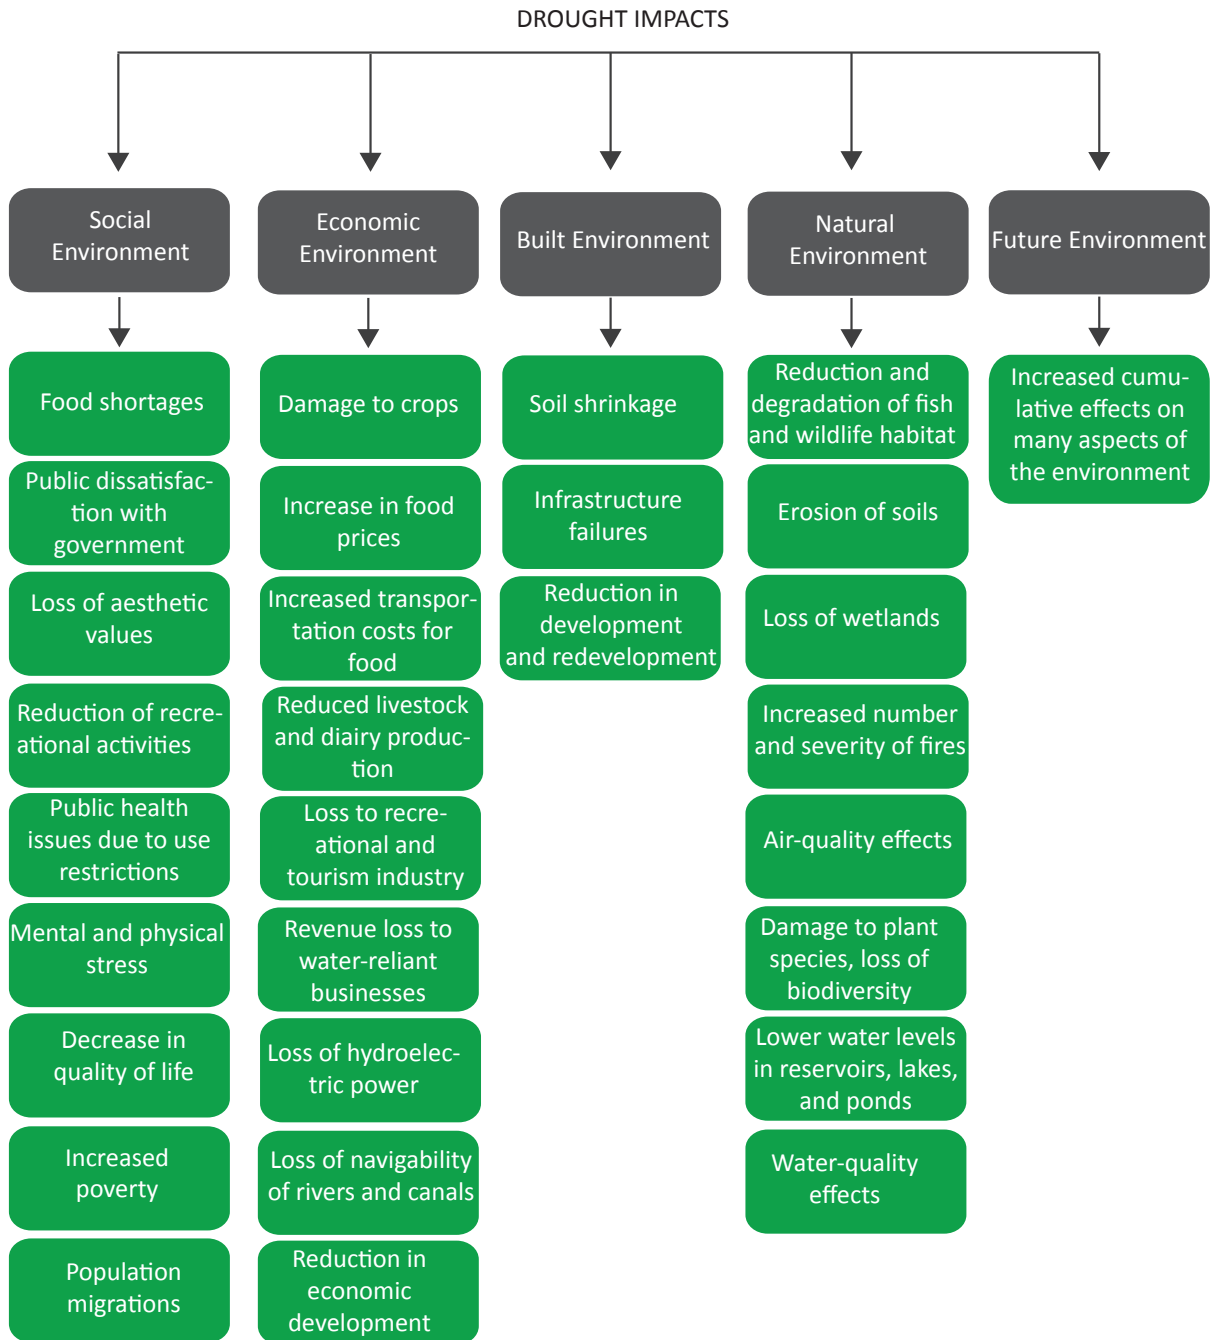 DROUGHT IMPACTS
Social
Environment
Food shortages
Public dissatisfac-
tion with
government
Loss of aesthetic
values
Reduction of recre-
ational activities
Public health
issues due to use
restrictions
Mental and physical
stress
Decrease in
quality of life
Increased
poverty
Population
migrations
Economic
Environment
Damage to crops
Increase in food
prices
Increased transpor-
tation costs for
food
Reduced livestock
and diairy produc-
tion
Loss to recre-
ational and
tourism industry
Revenue loss to
water-reliant
businesses
Loss of hydroelec-
tric power
Loss of navigability
of rivers and canals
Reduction in
economic
development
Built Environment
Soil shrinkage
Infrastructure
failures
Reduction in
development
and redevelopment
Natural
Environment
Reduction and
degradation of fish
and wildlife habitat
Erosion of soils
Loss of wetlands
Increased number
and severity of fires
Air-quality effects
Damage to plant
species, loss of
biodiversity
Lower water levels
in reservoirs, lakes,
and ponds
Water-quality
effects
Future Environment
Increased cumu-
lative effects on
many aspects of
the environment